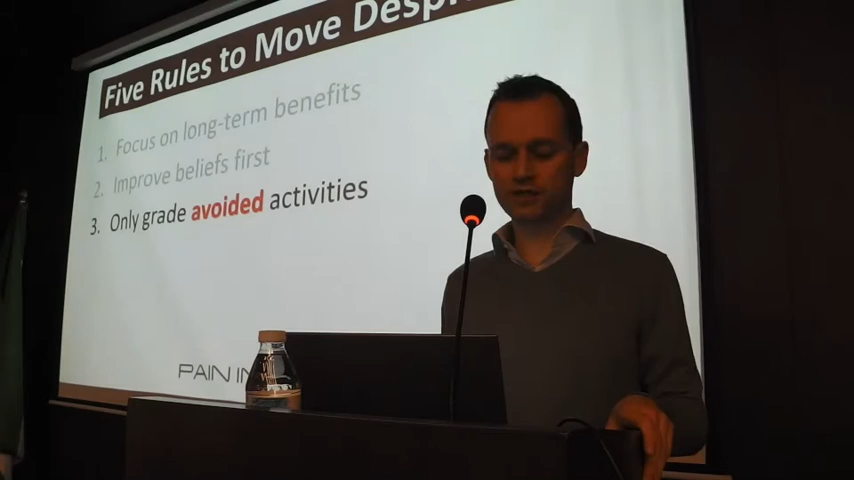 Five Rules to Move
1. Focus on long-term benefits
2. Improve beliefs first
3. Only grade avoided activities
PAIN IN